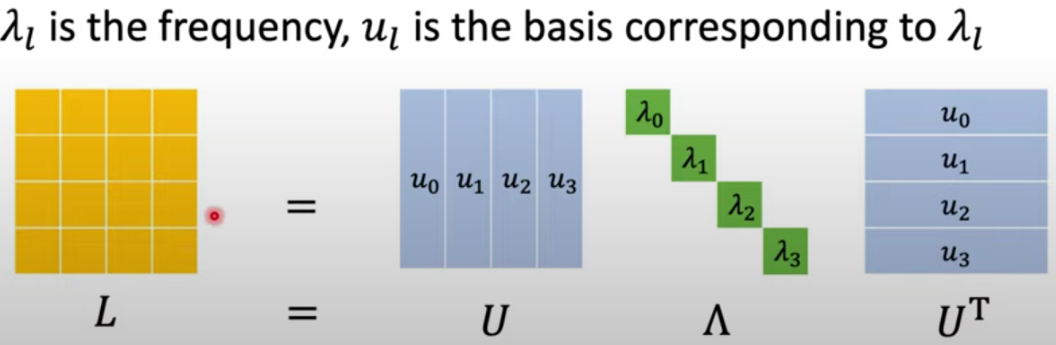 λ_l is the frequency, u_l is the basis corresponding to λ_l
= u_0 u_1 u_2 u_3
λ_0
λ_1
λ_2
λ_3
u_0
u_1
u_2
u_3
L = U Λ U^T